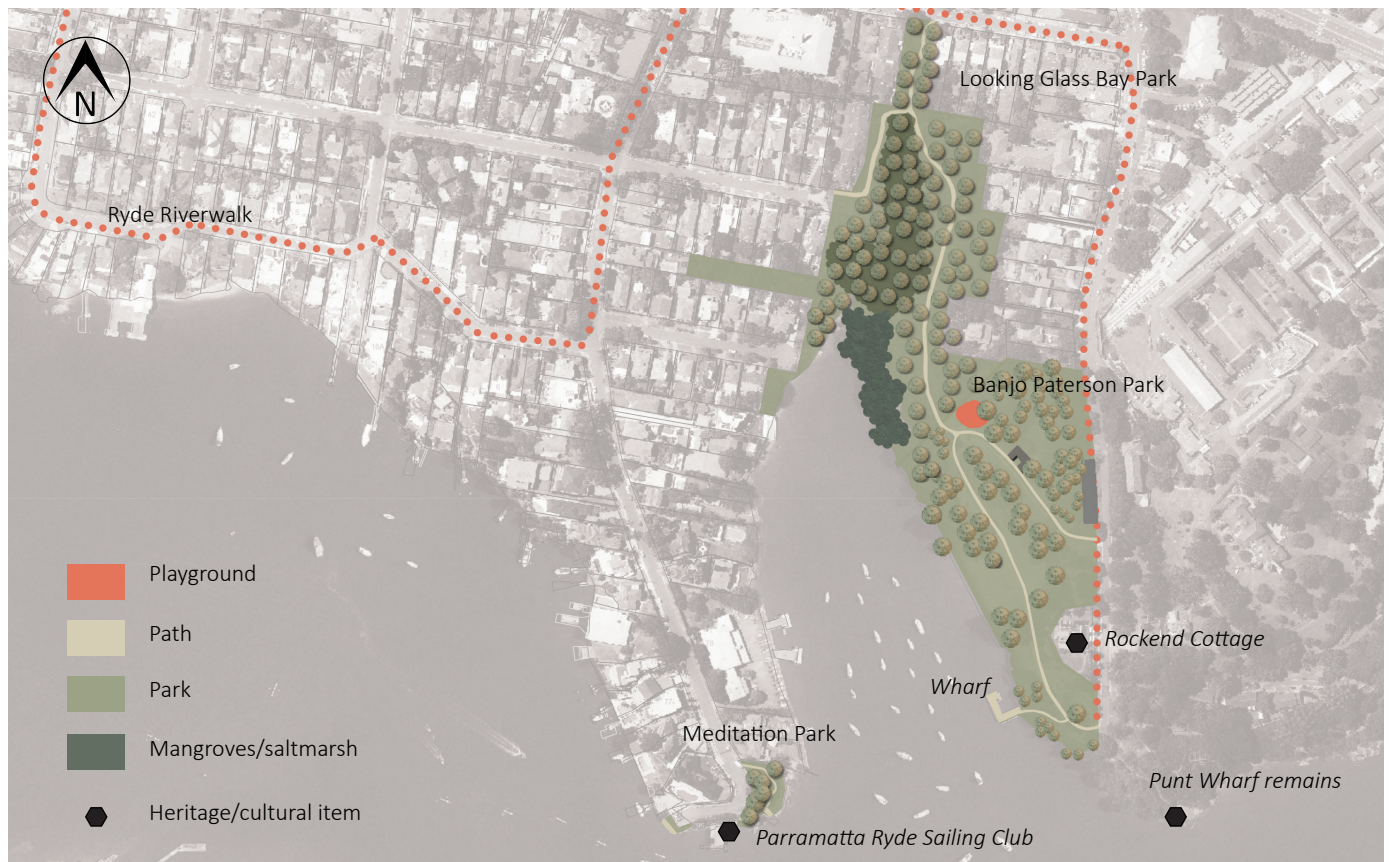 N
Looking Glass Bay Park
Ryde Riverwalk
Banjo Paterson Park
Playground
Path
Rockend Cottage
Park
Wharf
Meditation Park
Mangroves/saltmarsh
Punt Wharf remains
Heritage/cultural item
Parramatta Ryde Sailing Club